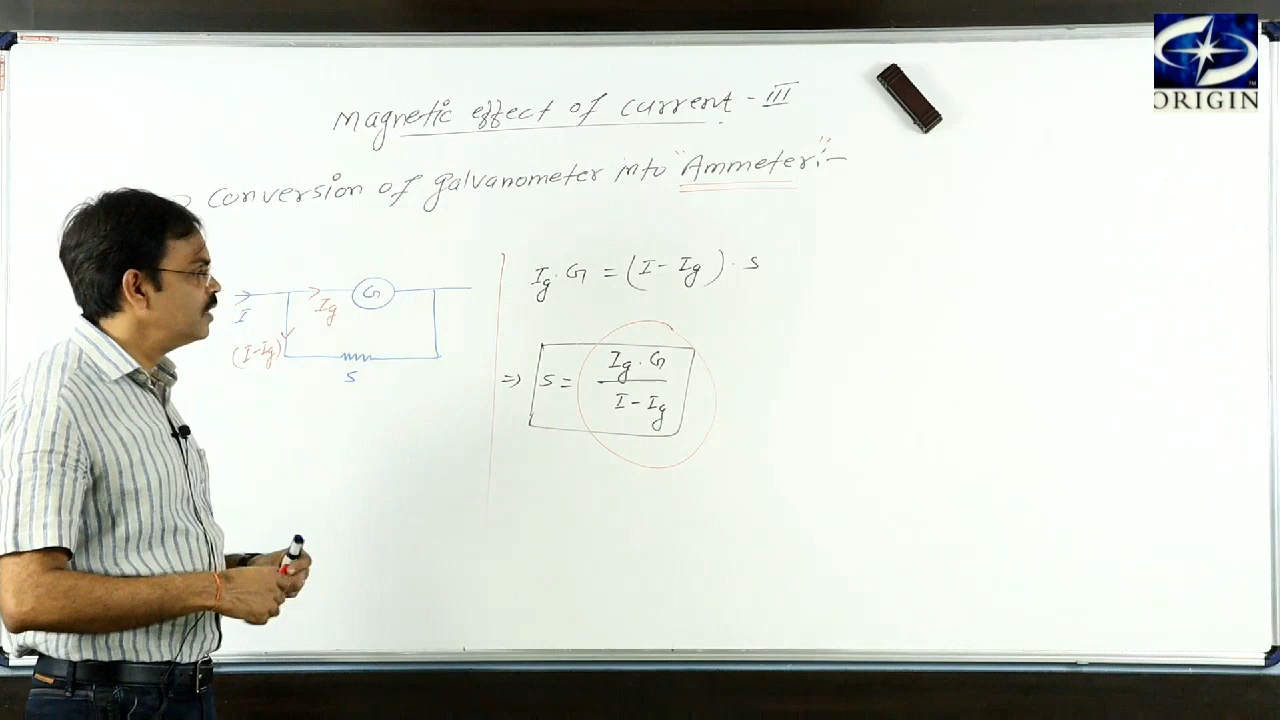 ORIGIN
Magnetic effect of current - III
Conversion of galvanometer into "Ammeter":-
I
Ig
G
(I-Ig)
S
Ig . G = (I - Ig) . S
=> S = Ig . G
I - Ig